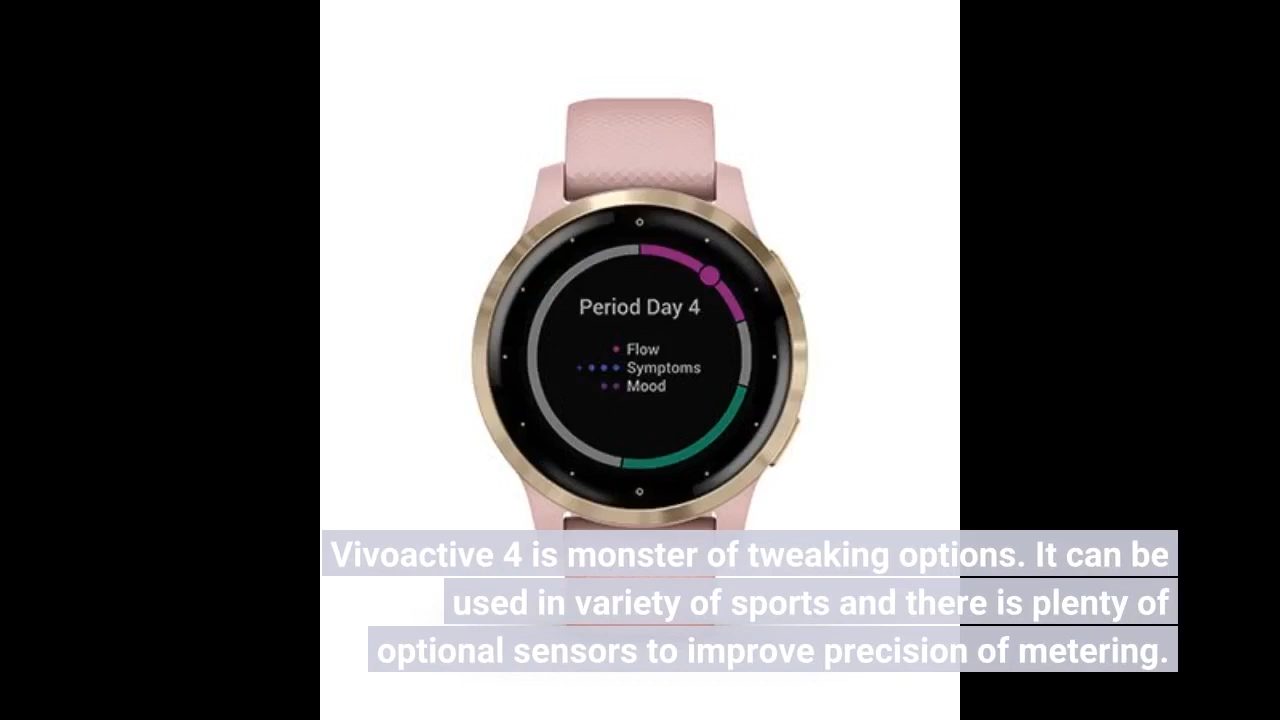 Period Day 4
Flow
Symptoms
Mood
Vivoactive 4 is monster of tweaking options. It can be
used in variety of sports and there is plenty of
optional sensors to improve precision of metering.